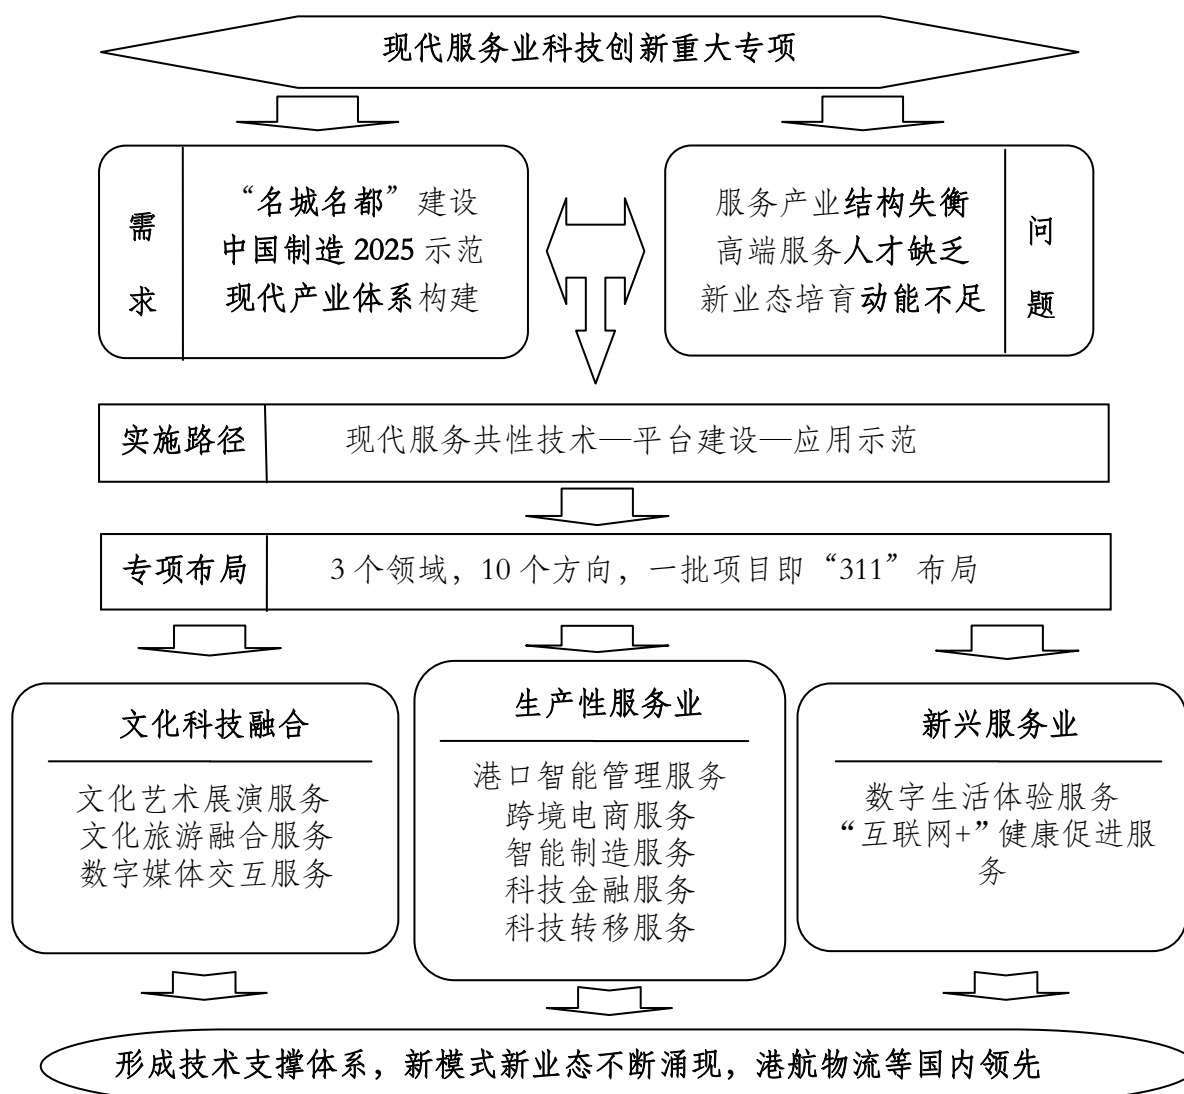 现代服务业科技创新重大专项
需
求
“名城名都”建设
中国制造 2025 示范
现代产业体系构建
服务产业结构失衡
高端服务人才缺乏
新业态培育动能不足
问
题
实施路径
现代服务共性技术—平台建设—应用示范
专项布局
3 个领域，10 个方向，一批项目即“311”布局
文化科技融合
文化艺术展演服务
文化旅游融合服务
数字媒体交互服务
生产性服务业
港口智能管理服务
跨境电商服务
智能制造服务
科技金融服务
科技转移服务
新兴服务业
数字生活体验服务
“互联网+”健康促进服
务
形成技术支撑体系，新模式新业态不断涌现，港航物流等国内领先